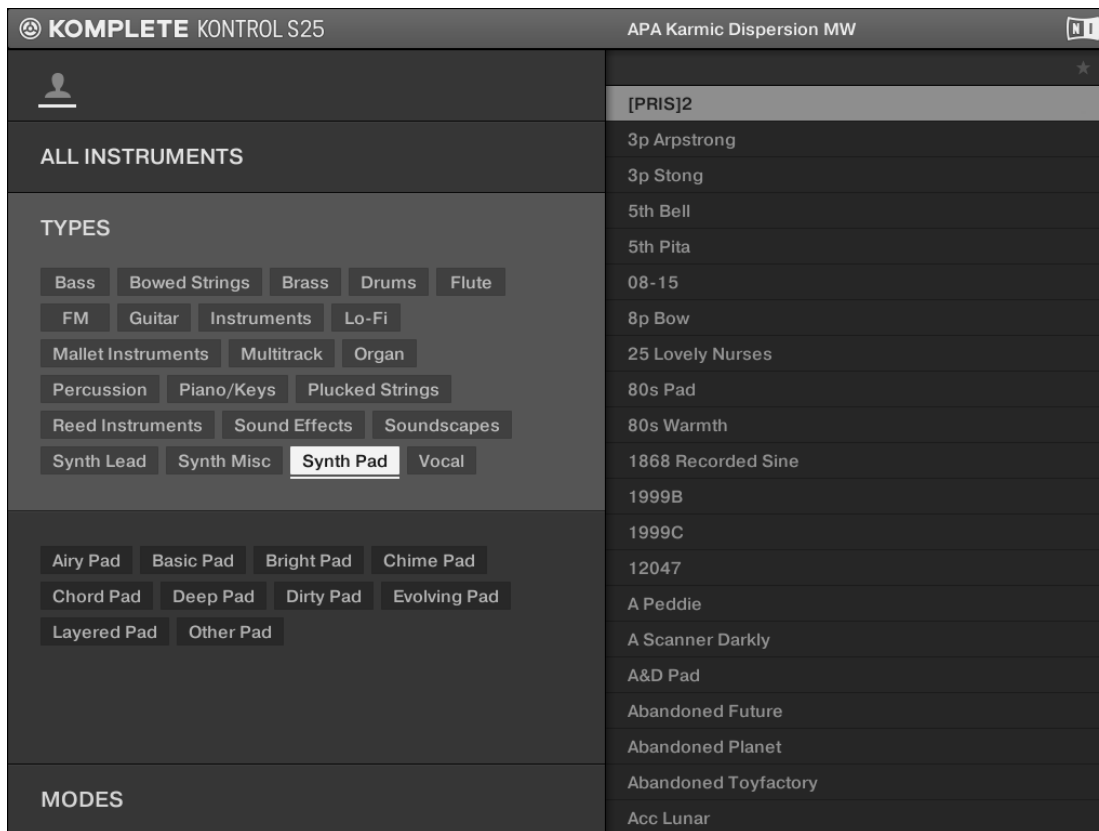 KOMPLETE KONTROL S25
APA Karmic Dispersion MW
NI
ALL INSTRUMENTS
TYPES
Bass Bowed Strings Brass Drums Flute
FM Guitar Instruments Lo-Fi
Mallet Instruments Multitrack Organ
Percussion Piano/Keys Plucked Strings
Reed Instruments Sound Effects Soundscapes
Synth Lead Synth Misc Synth Pad Vocal
Airy Pad Basic Pad Bright Pad Chime Pad
Chord Pad Deep Pad Dirty Pad Evolving Pad
Layered Pad Other Pad
MODES
[PRIS]2
3p Arpstrong
3p Stong
5th Bell
5th Pita
08-15
8p Bow
25 Lovely Nurses
80s Pad
80s Warmth
1868 Recorded Sine
1999B
1999C
12047
A Peddie
A Scanner Darkly
A&D Pad
Abandoned Future
Abandoned Planet
Abandoned Toyfactory
Acc Lunar